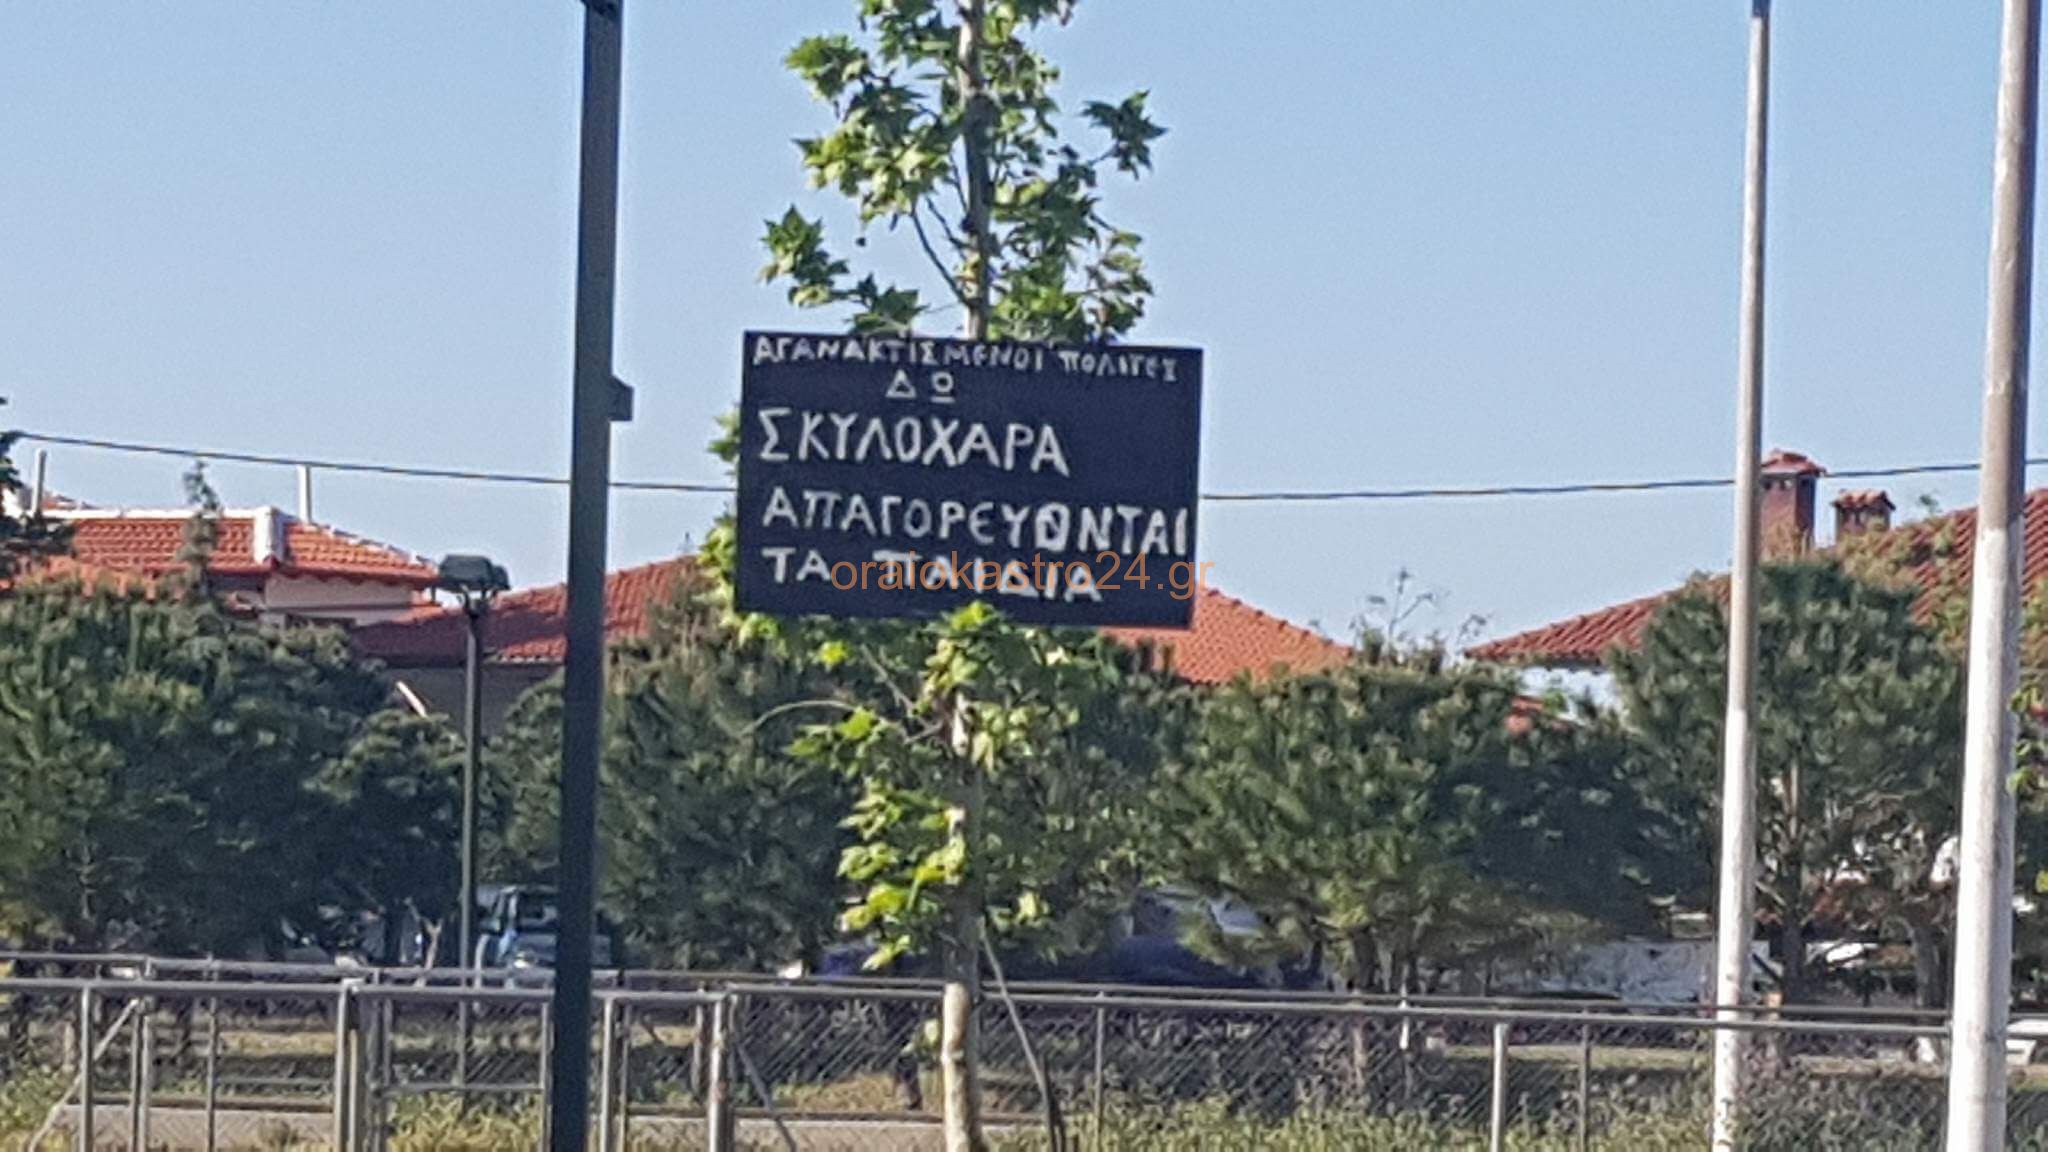 ΑΓΑΝΑΚΤΙΣΜΕΝΟΙ ΠΟΛΙΤΕΣ
ΔΩ
ΣΚΥΛΟΧΑΡΑ
ΑΠΑΓΟΡΕΥΟΝΤΑΙ
ΤΑ ΠΑΙΔΙΑ
oraiokastro24.gr